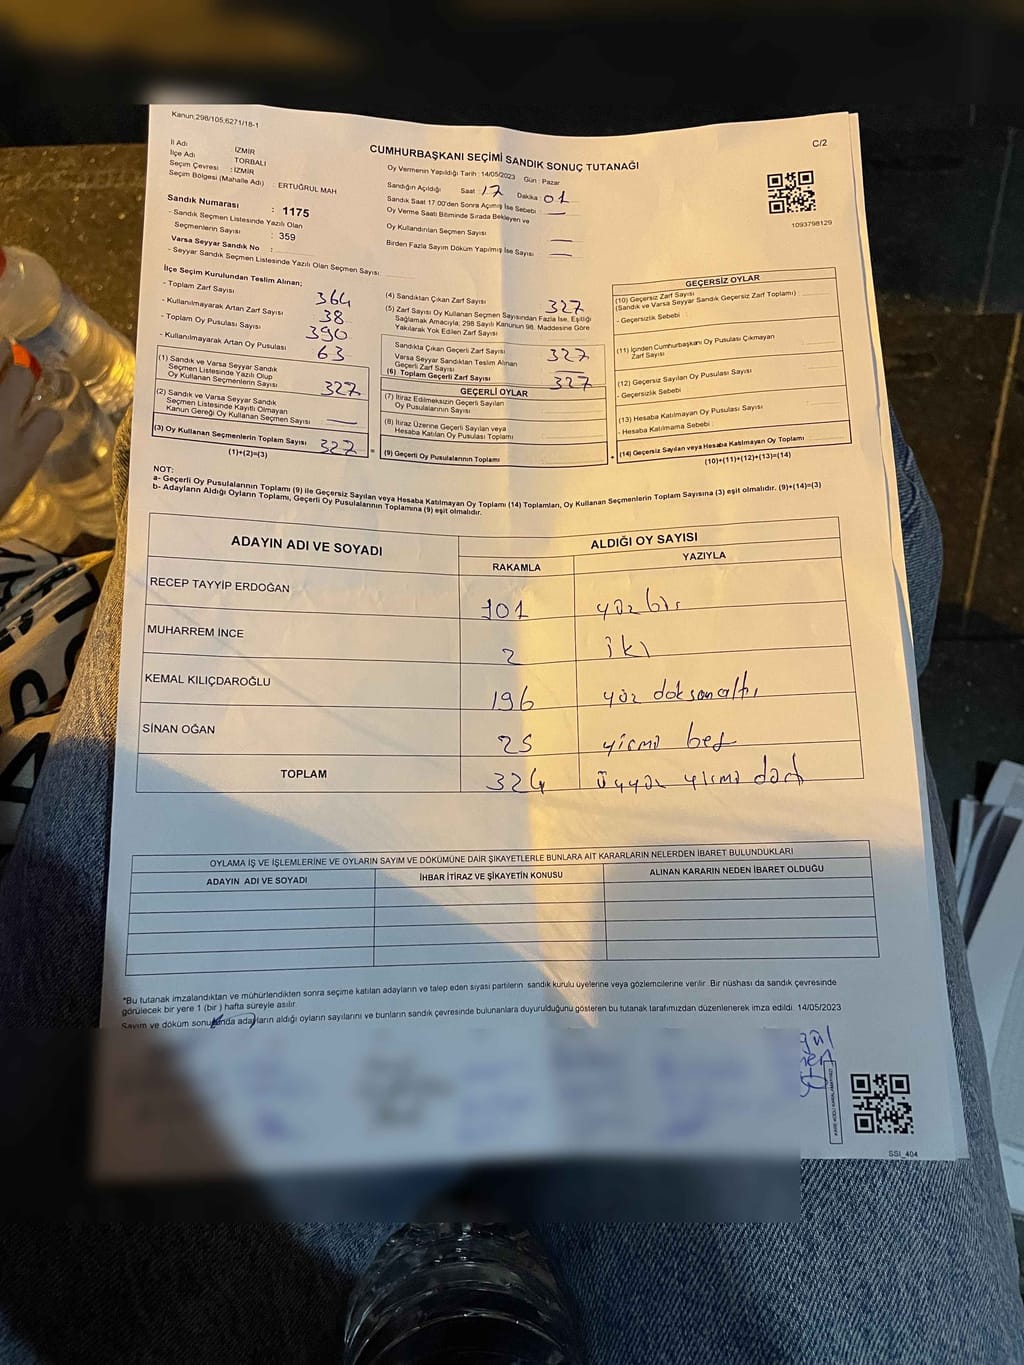 Kanun:298/105,6271/18-1
C/2
CUMHURBAŞKANI SEÇİMİ SANDIK SONUÇ TUTANAĞI
İl Adı : İZMİR
İlçe Adı : TORBALI
Seçim Çevresi : İZMİR
Seçim Bölgesi (Mahalle Adı) : ERTUĞRUL MAH
Sandık Numarası : 1175
- Sandık Seçmen Listesinde Yazılı Olan
Seçmenlerin Sayısı : 359
Varsa Seyyar Sandık No :
- Seyyar Sandık Seçmen Listesinde Yazılı Olan Seçmen Sayısı
Oy Vermenin Yapıldığı Tarih : 14/05/2023 Gün : Pazar
Sandığın Açıldığı Saat : 17 Dakika : 01
Sandık Saat 17.00'den Sonra Açılmış İse Sebebi : —
Oy Verme Saati Bitiminde Sırada Bekleyen ve
Oy Kullandırılan Seçmen Sayısı —
Birden Fazla Sayım Döküm Yapılmış İse Sayısı —
1093798129
İlçe Seçim Kurulundan Teslim Alınan;
- Toplam Zarf Sayısı 364
- Kullanılmayarak Artan Zarf Sayısı 38
- Toplam Oy Pusulası Sayısı 390
- Kullanılmayarak Artan Oy Pusulası 63
(1) Sandık ve Varsa Seyyar Sandık
Seçmen Listesinde Yazılı Olup
Oy Kullanan Seçmenlerin Sayısı 327
(2) Sandık ve Varsa Seyyar Sandık
Seçmen Listesinde Kayıtlı Olmayan
Kanun Gereği Oy Kullanan Seçmen Sayısı —
(3) Oy Kullanan Seçmenlerin Toplam Sayısı 327
(1)+(2)=(3)
(4) Sandıktan Çıkan Zarf Sayısı 327
(5) Zarf Sayısı Oy Kullanan Seçmen Sayısından Fazla İse, Eşitliği
Sağlamak Amacıyla; 298 Sayılı Kanunun 98. Maddesine Göre
Yakılarak Yok Edilen Zarf Sayısı
Sandıkta Çıkan Geçerli Zarf Sayısı 327
Varsa Seyyar Sandıktan Teslim Alınan
Geçerli Zarf Sayısı
(6) Toplam Geçerli Zarf Sayısı 327
GEÇERLİ OYLAR
(7) İtiraz Edilmeksizin Geçerli Sayılan
Oy Pusulalarının Sayısı
(8) İtiraz Üzerine Geçerli Sayılan veya
Hesaba Katılan Oy Pusulası Toplamı
(9) Geçerli Oy Pusulalarının Toplamı
=
+
GEÇERSİZ OYLAR
(10) Geçersiz Zarf Sayısı
(Sandık ve Varsa Seyyar Sandık Geçersiz Zarf Toplamı) :
- Geçersizlik Sebebi :
(11) İçinden Cumhurbaşkanı Oy Pusulası Çıkmayan
Zarf Sayısı
(12) Geçersiz Sayılan Oy Pusulası Sayısı
- Geçersizlik Sebebi
(13) Hesaba Katılmayan Oy Pusulası Sayısı
- Hesaba Katılmama Sebebi :
(14) Geçersiz Sayılan veya Hesaba Katılmayan Oy Toplamı
(10)+(11)+(12)+(13)=(14)
NOT:
a- Geçerli Oy Pusulalarının Toplamı (9) ile Geçersiz Sayılan veya Hesaba Katılmayan Oy Toplamı (14) Toplamları, Oy Kullanan Seçmenlerin Toplam Sayısına (3) eşit olmalıdır. (9)+(14)=(3)
b- Adayların Aldığı Oyların Toplamı, Geçerli Oy Pusulalarının Toplamına (9) eşit olmalıdır.
ADAYIN ADI VE SOYADI
ALDIĞI OY SAYISI
RAKAMLA YAZIYLA
RECEP TAYYİP ERDOĞAN 101 yüz bir
MUHARREM İNCE 2 iki
KEMAL KILIÇDAROĞLU 196 yüz doksanaltı
SİNAN OĞAN 25 yirmi beş
TOPLAM 324 üçyüz yirmi dört
OYLAMA İŞ VE İŞLEMLERİNE VE OYLARIN SAYIM VE DÖKÜMÜNE DAİR ŞİKAYETLERLE BUNLARA AİT KARARLARIN NELERDEN İBARET BULUNDUKLARI
ADAYIN ADI VE SOYADI İHBAR İTİRAZ VE ŞİKAYETİN KONUSU ALINAN KARARIN NEDEN İBARET OLDUĞU
*Bu tutanak imzalandıktan ve mühürlendikten sonra seçime katılan adayların ve talep eden siyasi partilerin sandık kurulu üyelerine veya gözlemcilerine verilir. Bir nüshası da sandık çevresinde
görülecek bir yere 1 (bir ) hafta süreyle asılır.
Sayım ve döküm sonucunda adayların aldığı oyların sayılarını ve bunların sandık çevresinde bulunanlara duyurulduğunu gösteren bu tutanak tarafımızdan düzenlenerek imza edildi. 14/05/2023
SSI_404